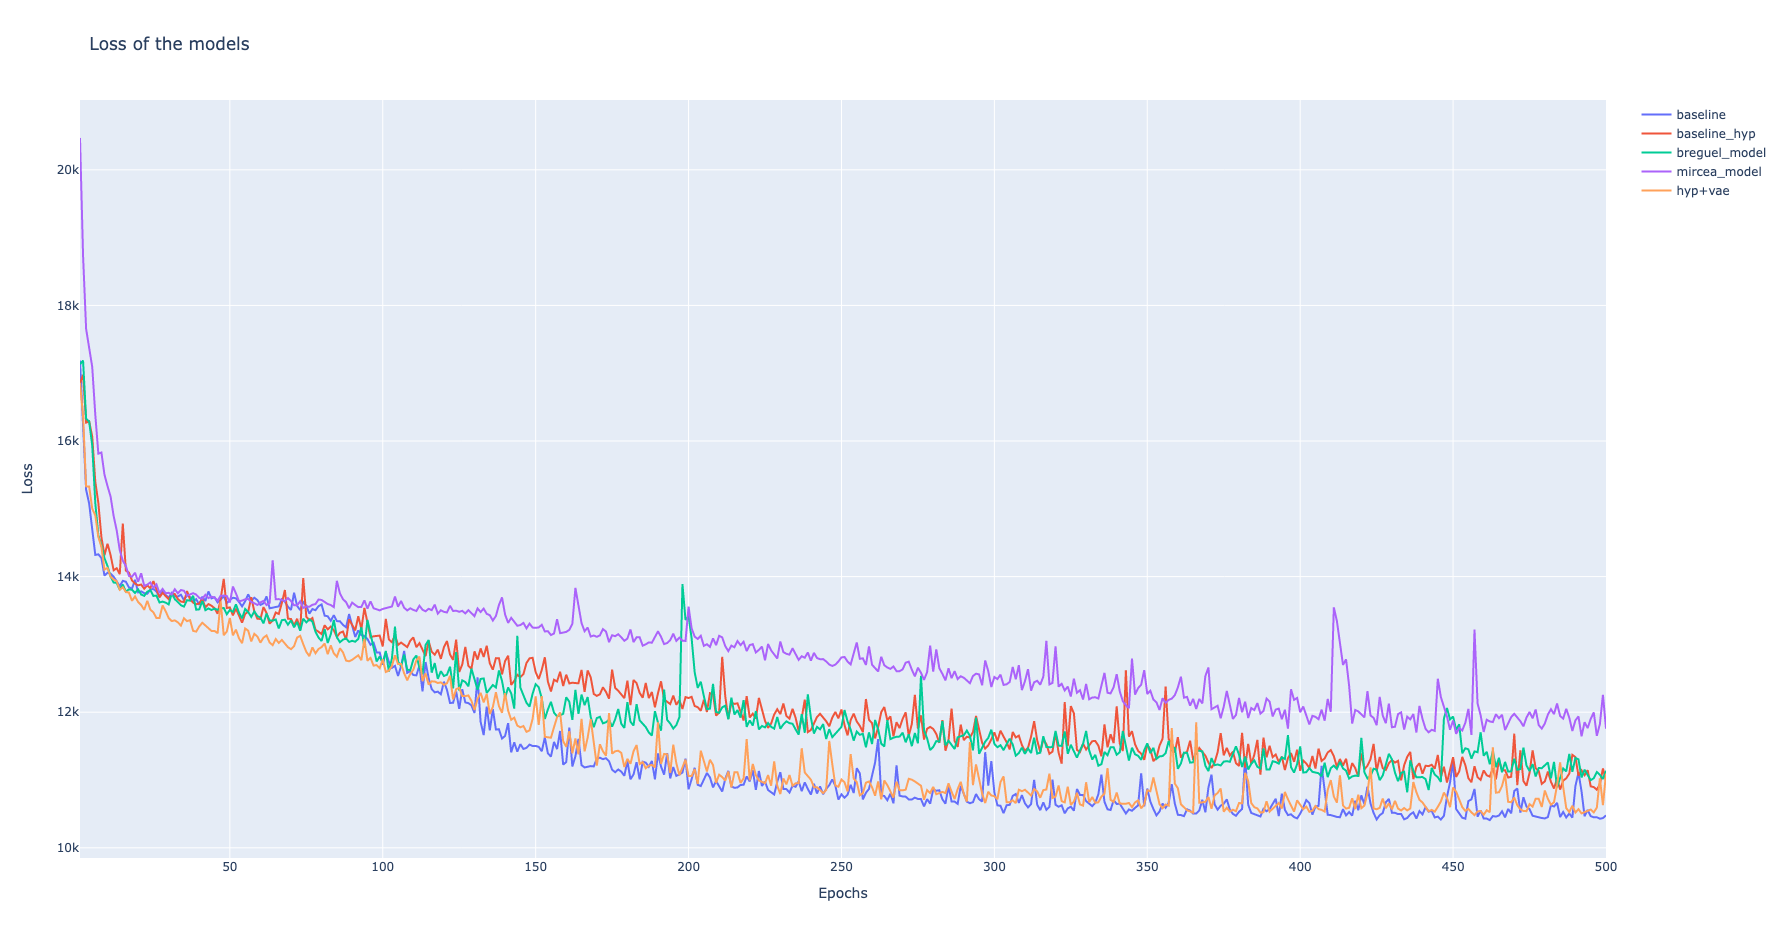 Loss of the models
baseline
baseline_hyp
breguel_model
mircea_model
hyp+vae
20k
18k
16k
14k
12k
10k
Loss
50
100
150
200
250
300
350
400
450
500
Epochs